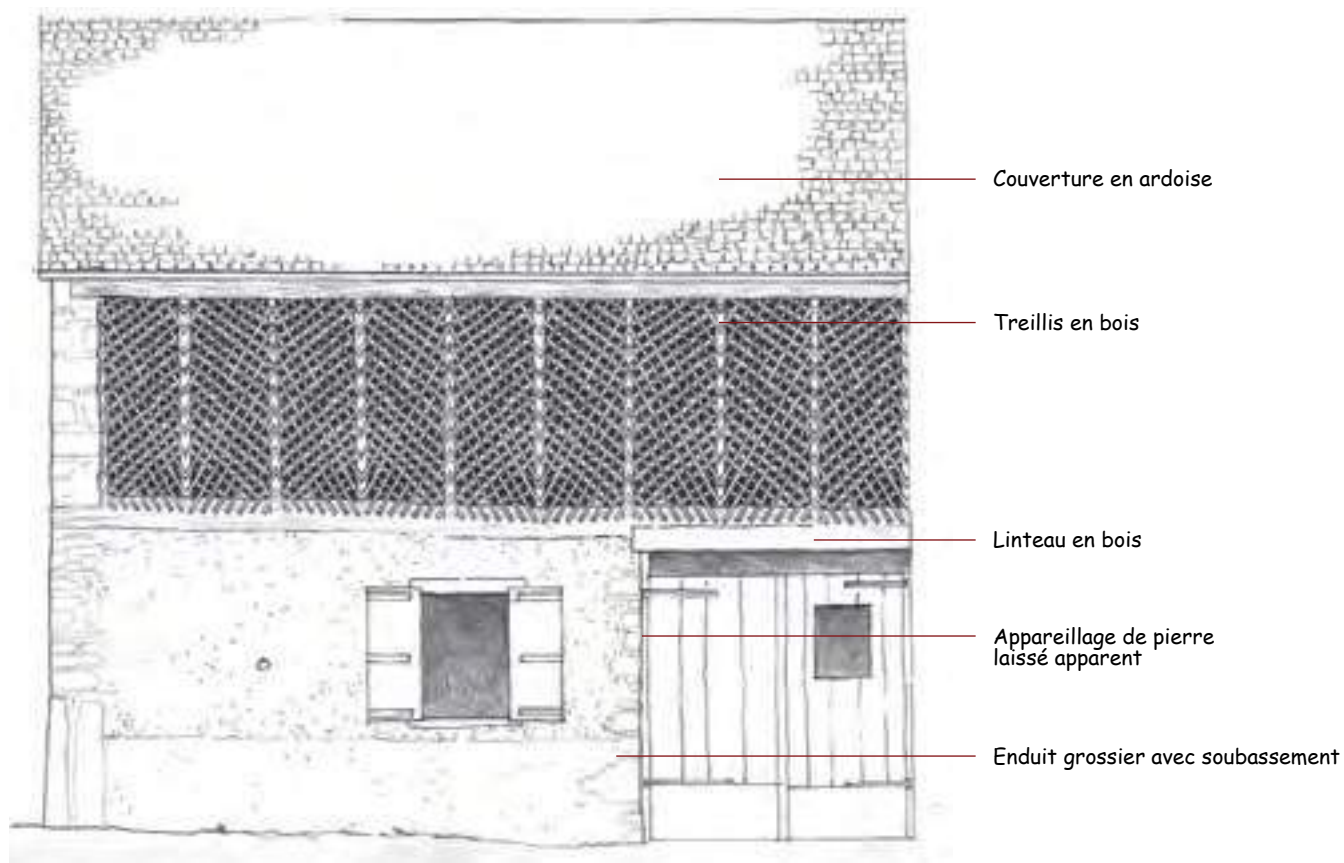 Couverture en ardoise
Treillis en bois
Linteau en bois
Appareillage de pierre
laissé apparent
Enduit grossier avec soubassement